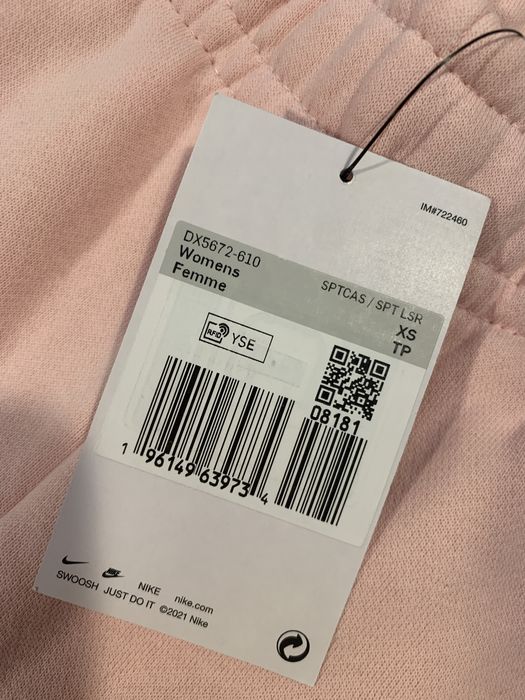 IM#722460
DX5672-610
Womens
Femme
SPTCAS / SPT LSR
XS
TP
RFID YSE
08181
1 96149 63973 4
SWOOSH JUST DO IT NIKE nike.com
©2021 Nike